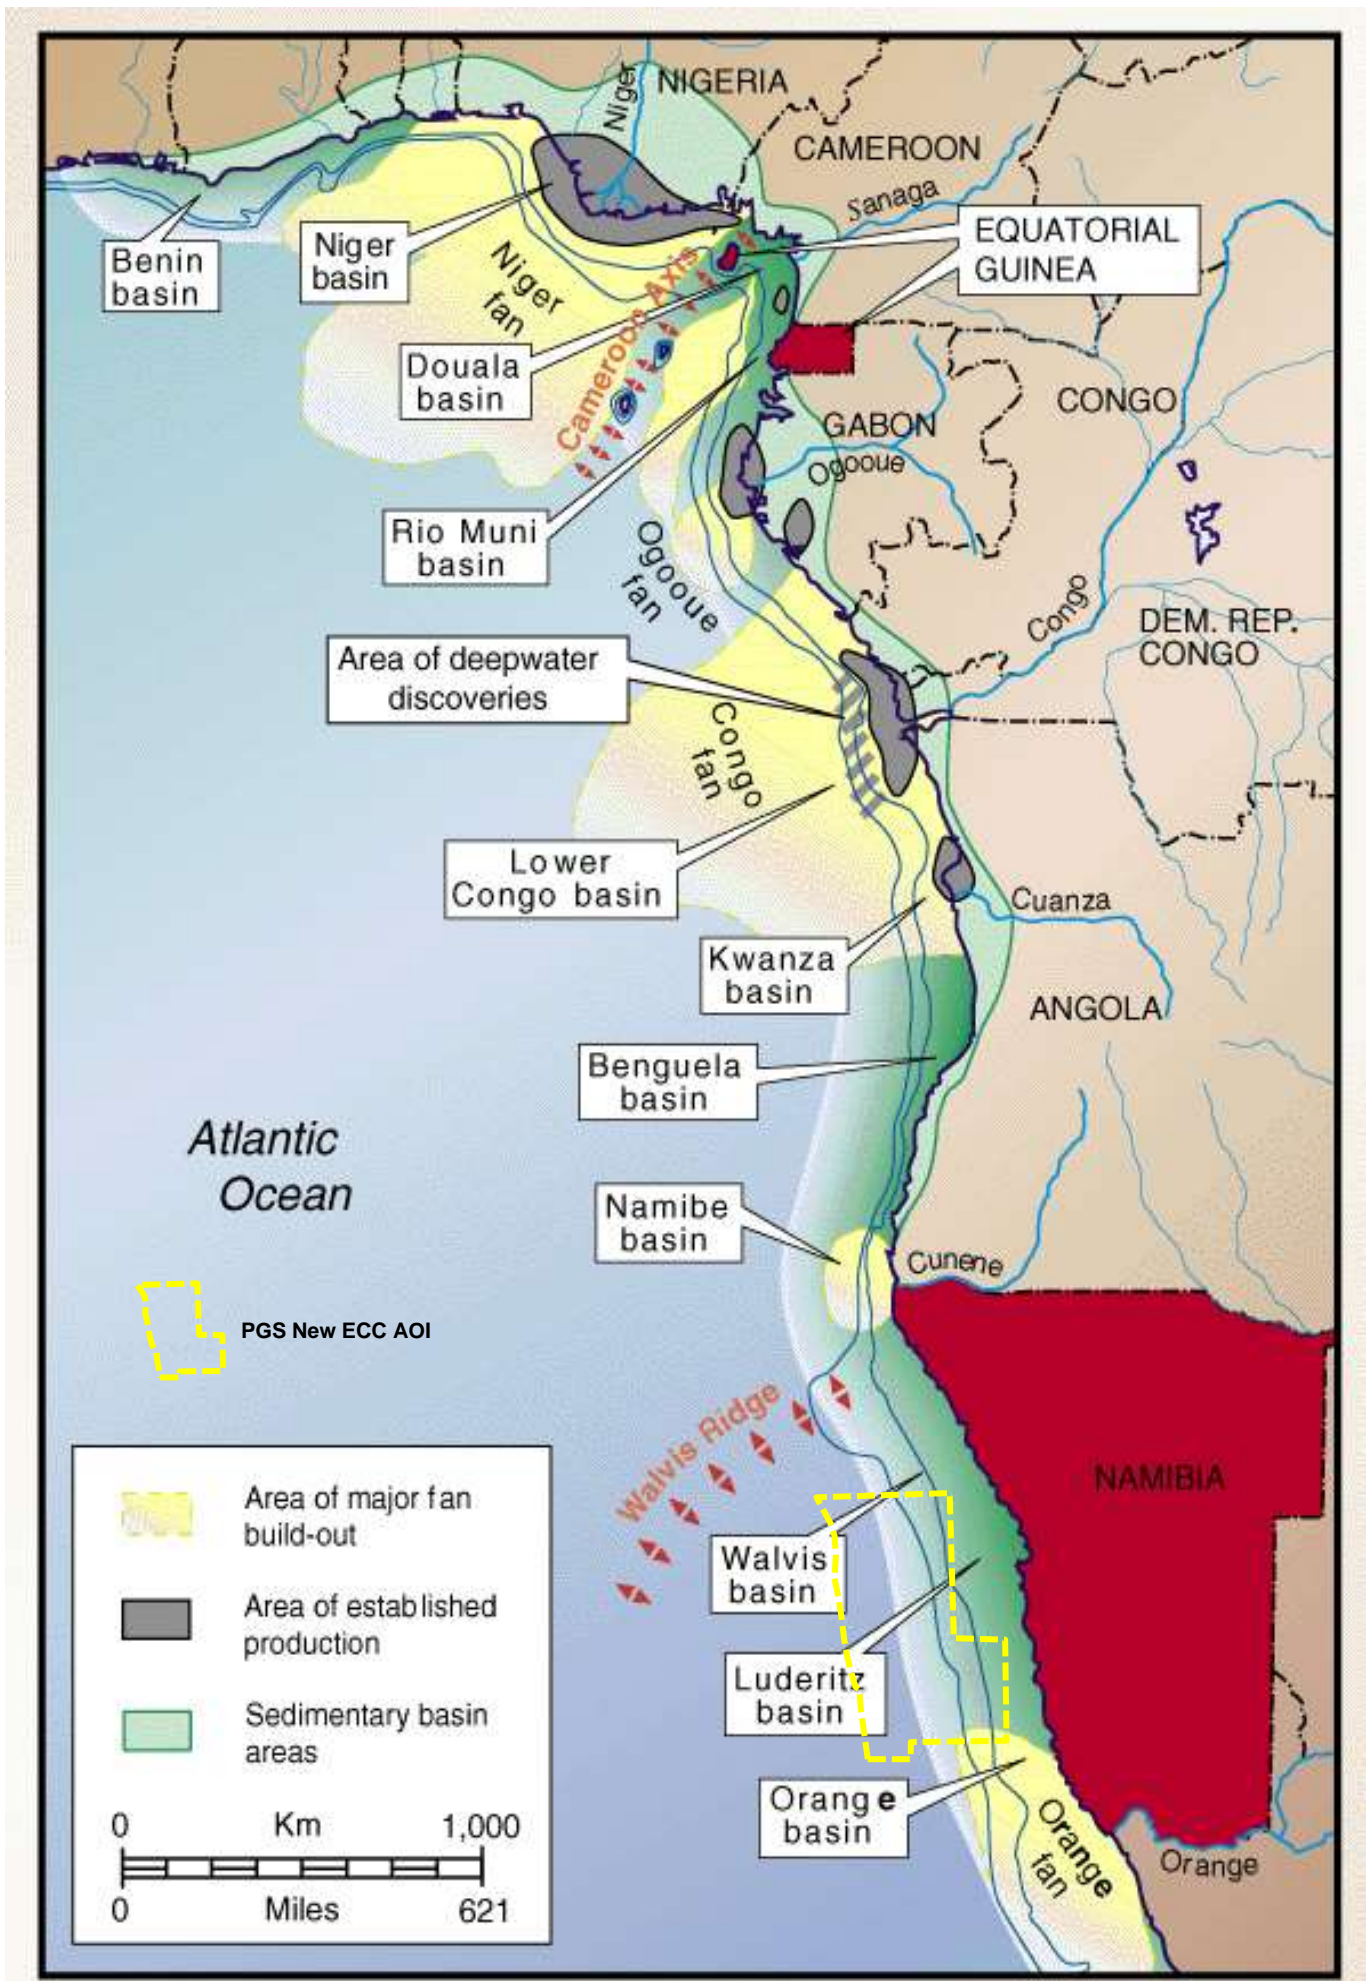 NIGERIA
Niger
CAMEROON
Sanaga
EQUATORIAL
GUINEA
Benin
basin
Niger
basin
Niger
fan
Cameroon Axis
Douala
basin
CONGO
GABON
Ogooue
Rio Muni
basin
Ogooue
fan
Congo
DEM. REP.
CONGO
Area of deepwater
discoveries
Congo
fan
Lower
Congo basin
Cuanza
Kwanza
basin
ANGOLA
Benguela
basin
Atlantic
Ocean
Namibe
basin
Cunene
PGS New ECC AOI
Walvis Ridge
NAMIBIA
Walvis
basin
Luderitz
basin
Orange
basin
Orange
fan
Orange
Area of major fan
build-out
Area of established
production
Sedimentary basin
areas
0 Km 1,000
0 Miles 621